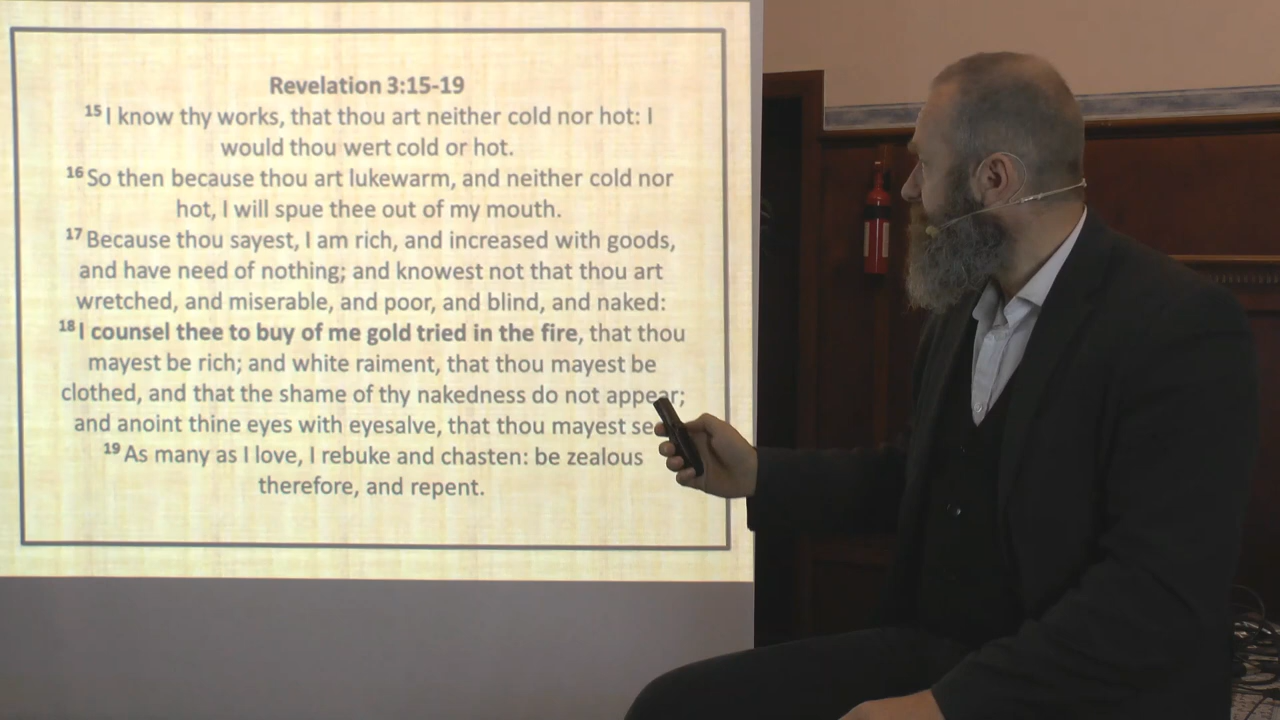 Revelation 3:15-19
15 I know thy works, that thou art neither cold nor hot: I
would thou wert cold or hot.
16 So then because thou art lukewarm, and neither cold nor
hot, I will spue thee out of my mouth.
17 Because thou sayest, I am rich, and increased with goods,
and have need of nothing; and knowest not that thou art
wretched, and miserable, and poor, and blind, and naked:
18 I counsel thee to buy of me gold tried in the fire, that thou
mayest be rich; and white raiment, that thou mayest be
clothed, and that the shame of thy nakedness do not appear;
and anoint thine eyes with eyesalve, that thou mayest se
19 As many as I love, I rebuke and chasten: be zealous
therefore, and repent.